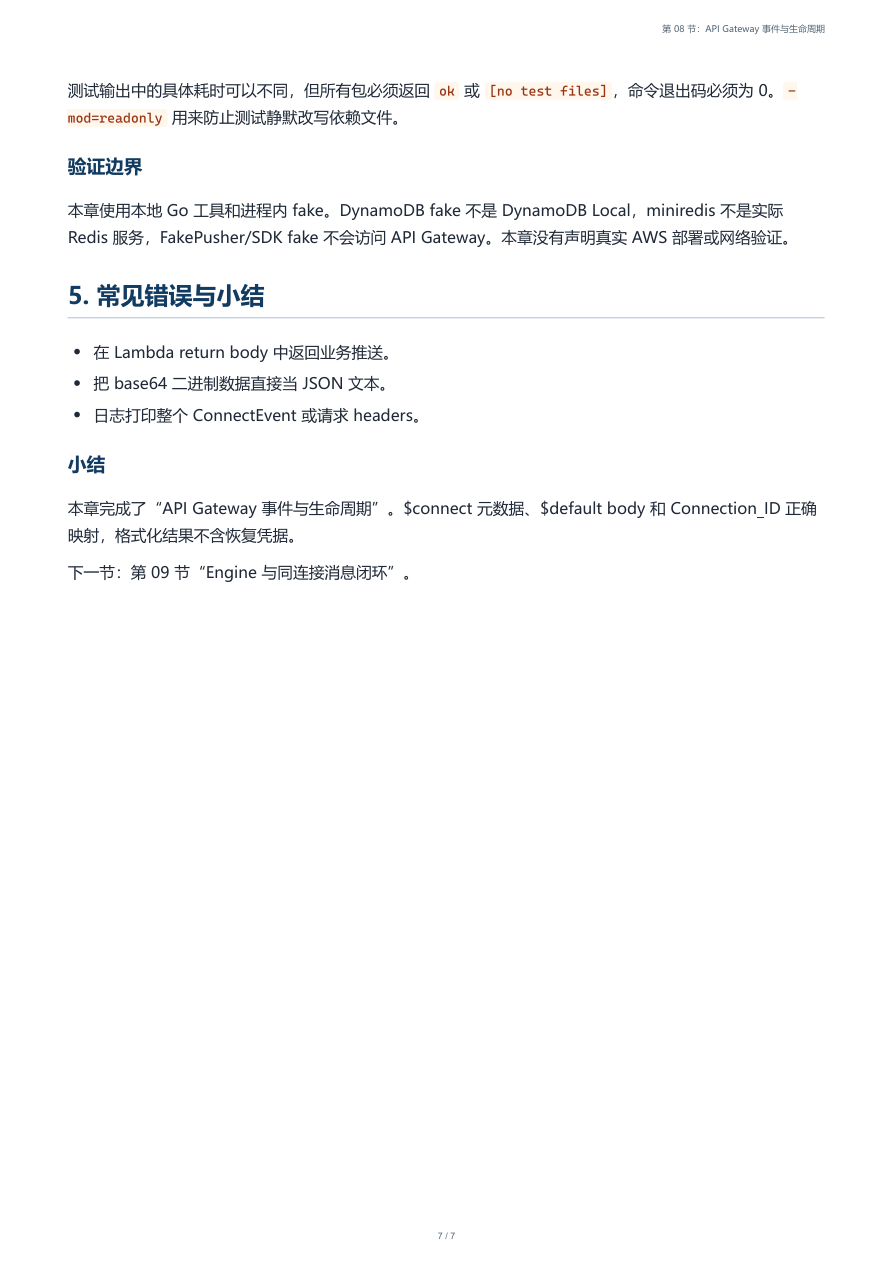 第 08 节：API Gateway 事件与生命周期
测试输出中的具体耗时可以不同，但所有包必须返回 ok 或 [no test files]，命令退出码必须为 0。-
mod=readonly 用来防止测试静默改写依赖文件。
验证边界
本章使用本地 Go 工具和进程内 fake。DynamoDB fake 不是 DynamoDB Local，miniredis 不是实际
Redis 服务，FakePusher/SDK fake 不会访问 API Gateway。本章没有声明真实 AWS 部署或网络验证。
5. 常见错误与小结
• 在 Lambda return body 中返回业务推送。
• 把 base64 二进制数据直接当 JSON 文本。
• 日志打印整个 ConnectEvent 或请求 headers。
小结
本章完成了“API Gateway 事件与生命周期”。$connect 元数据、$default body 和 Connection_ID 正确
映射，格式化结果不含恢复凭据。
下一节：第 09 节“Engine 与同连接消息闭环”。
7 / 7